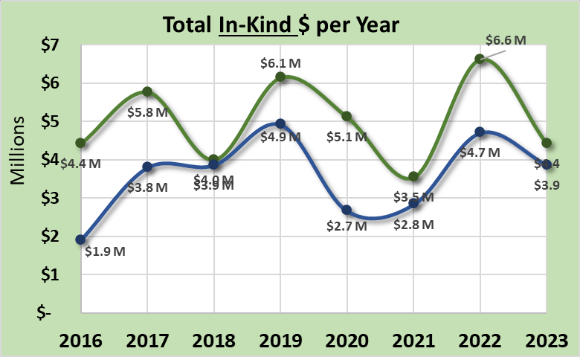 Total In-Kind $ per Year
Millions
$7
$6
$5
$4
$3
$2
$1
$-
$4.4 M
$5.8 M
$6.1 M
$5.1 M
$3.5 M
$6.6 M
$1.9 M
$3.8 M
$3.9 M
$4.9 M
$2.7 M
$2.8 M
$4.7 M
$3.9
2016 2017 2018 2019 2020 2021 2022 2023